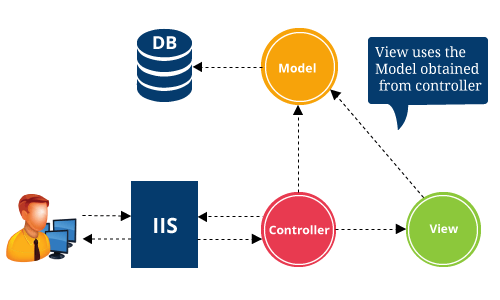 DB
Model
View uses the
Model obtained
from controller
IIS
Controller
View